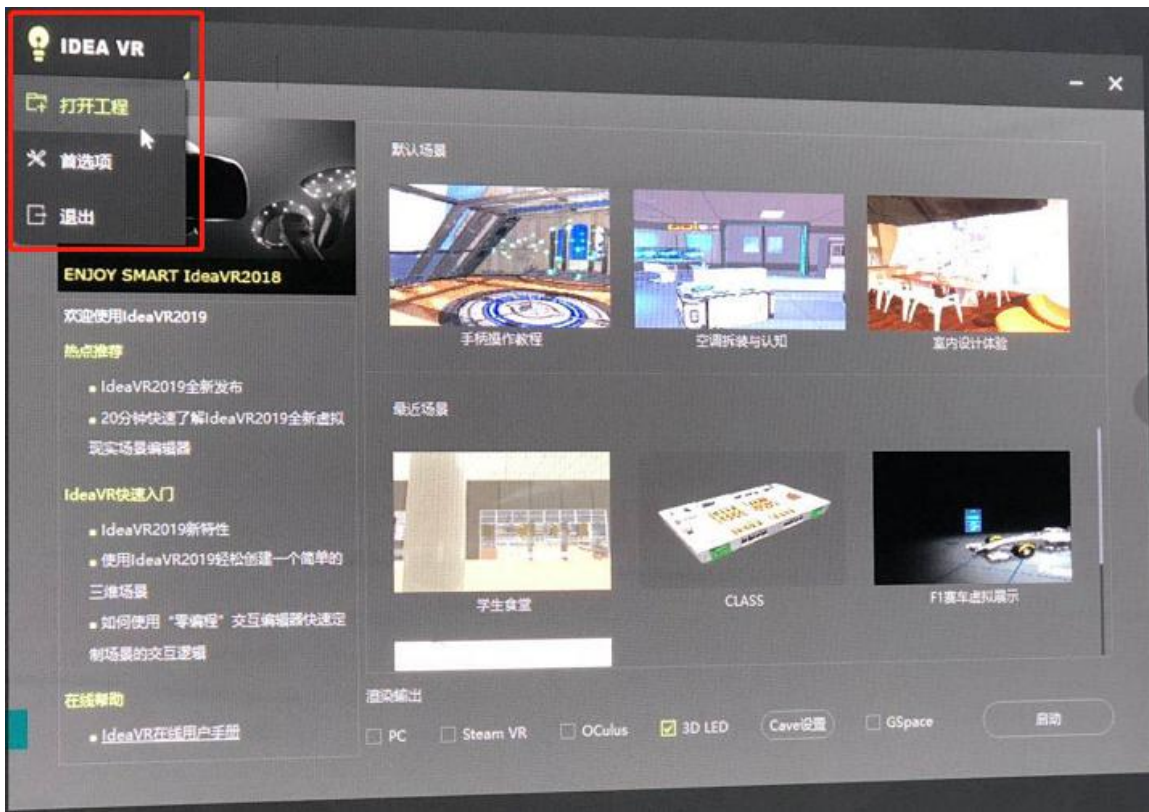 IDEA VR
打开工程
首选项
退出
ENJOY SMART IdeaVR2018
欢迎使用IdeaVR2019
热点推荐
IdeaVR2019全新发布
20分钟快速了解IdeaVR2019全新虚拟
现实场景编辑器
IdeaVR快速入门
IdeaVR2019新特性
使用IdeaVR2019轻松创建一个简单的
三维场景
如何使用“零编程”交互编辑器快速定
制场景的交互逻辑
在线帮助
IdeaVR在线用户手册
默认场景
手柄操作教程
空调拆装与认知
室内设计体验
最近场景
学生食堂
CLASS
F1赛车虚拟展示
渲染输出
PC
Steam VR
OCulus
3D LED
Cave设置
GSpace
启动